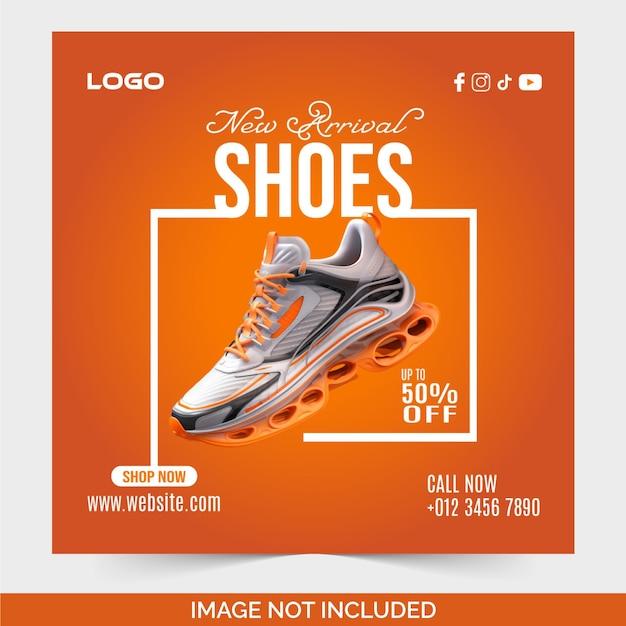 LOGO
New Arrival
SHOES
UP TO
50%
OFF
SHOP NOW
www.website.com
CALL NOW
+012 3456 7890
IMAGE NOT INCLUDED